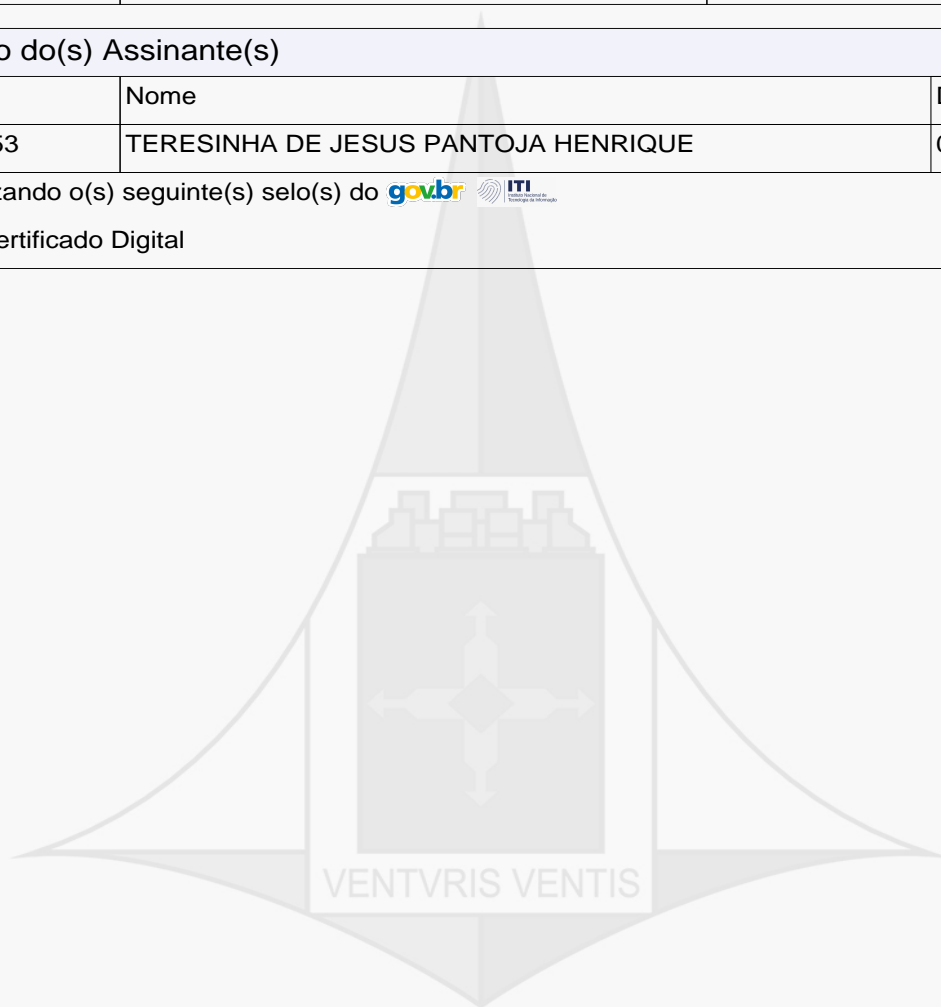 o do(s) Assinante(s)
Nome
53 TERESINHA DE JESUS PANTOJA HENRIQUE
ando o(s) seguinte(s) selo(s) do gov.br ITI
ertificado Digital
VENTVRIS VENTIS